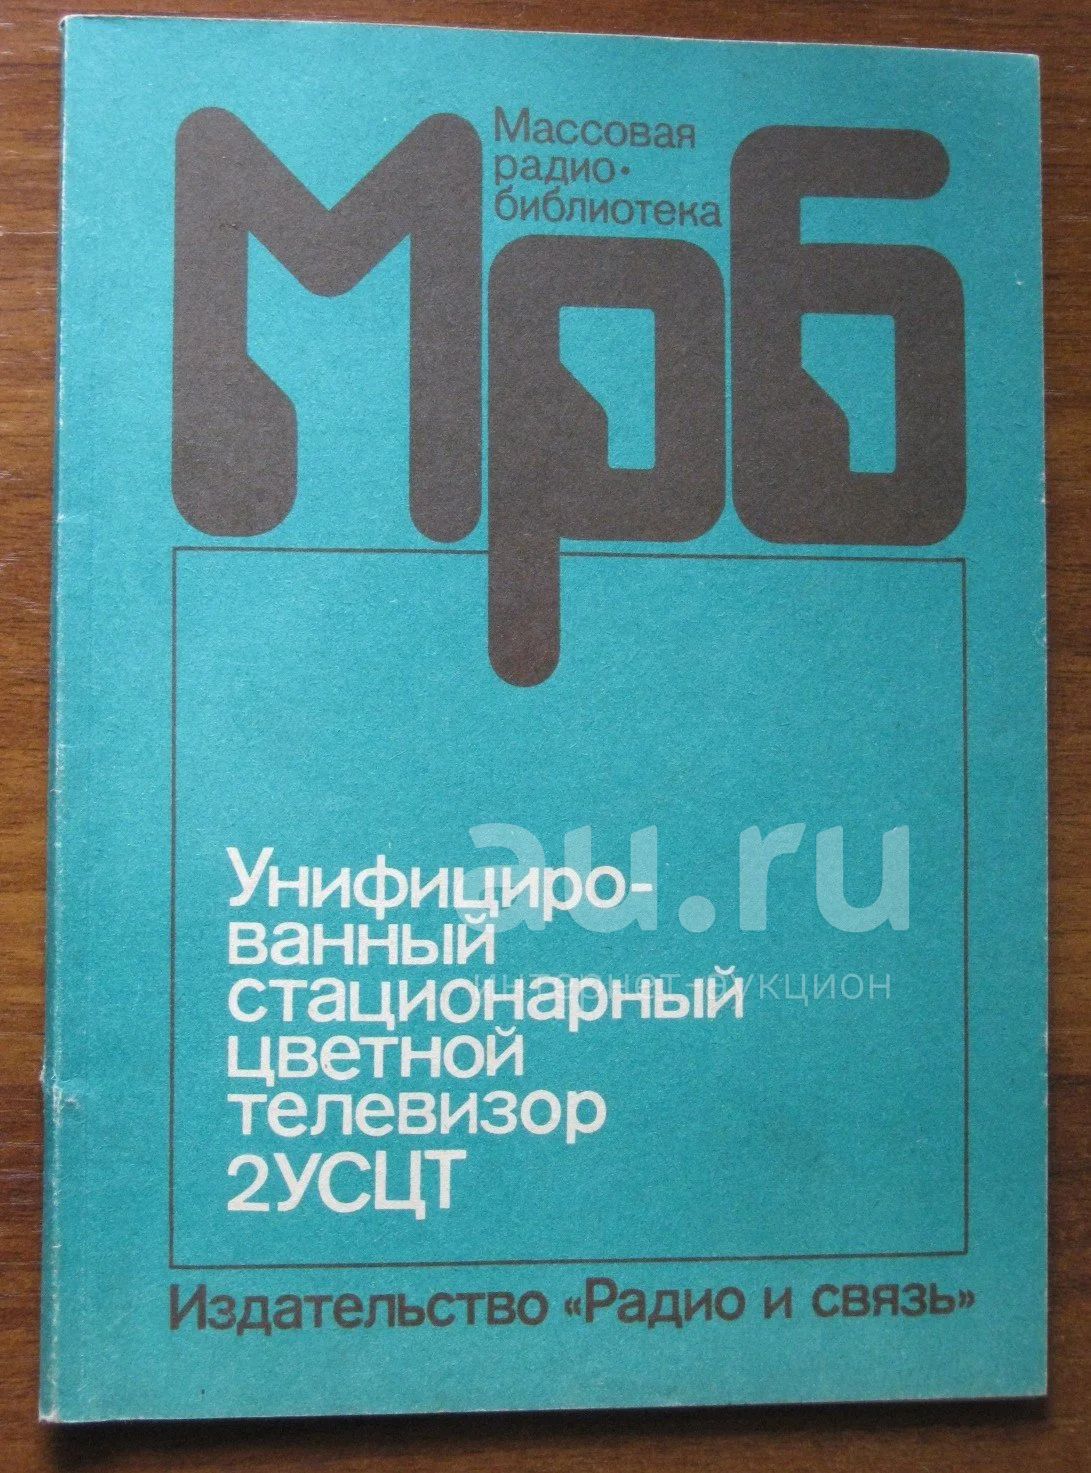 Массовая
радио-
библиотека
Мрб
Унифициро-
ванный
стационарный
цветной
телевизор
2УСЦТ
Издательство «Радио и связь»
au.ru
интернет-аукцион